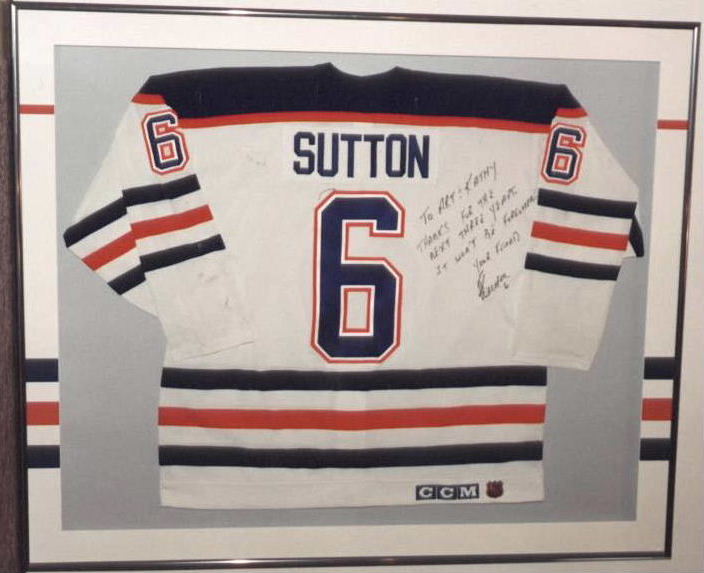 6
6
SUTTON
6
TO ART + KATHY
THANKS FOR THE
NEXT THREE YEARS
IT WON'T BE FORGOTTEN
YOUR FRIEND
6
CCM